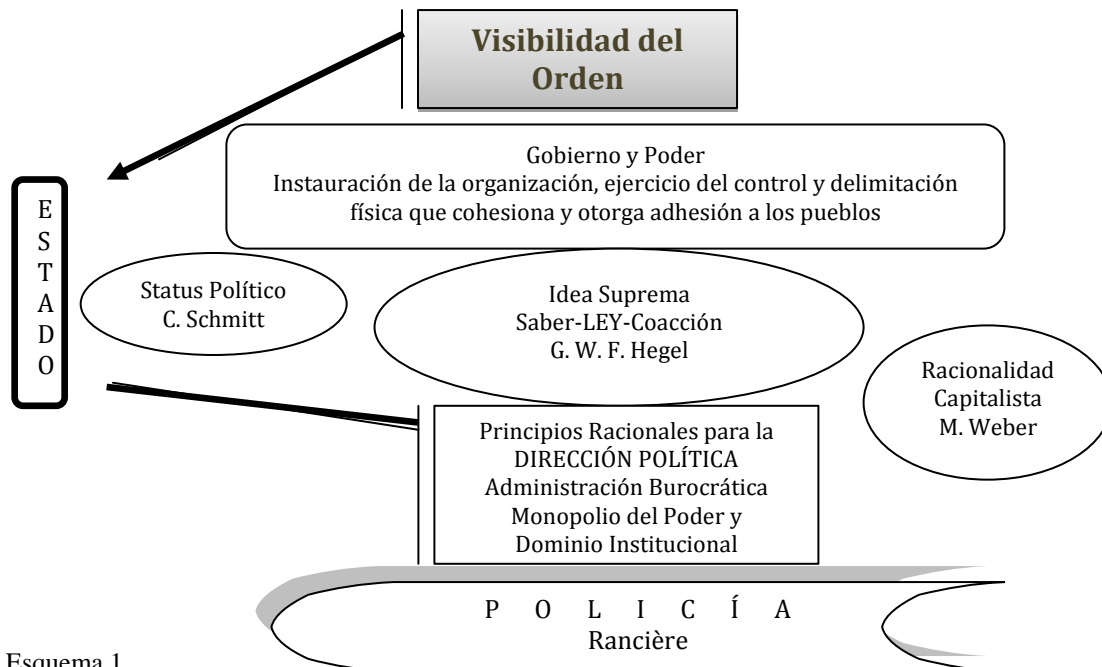 Visibilidad del
Orden
Gobierno y Poder
Instauración de la organización, ejercicio del control y delimitación
física que cohesiona y otorga adhesión a los pueblos
E
S
T
A
D
O
Status Político
C. Schmitt
Idea Suprema
Saber-LEY-Coacción
G. W. F. Hegel
Racionalidad
Capitalista
M. Weber
Principios Racionales para la
DIRECCIÓN POLÍTICA
Administración Burocrática
Monopolio del Poder y
Dominio Institucional
P O L I C Í A
Rancière
Esquema 1